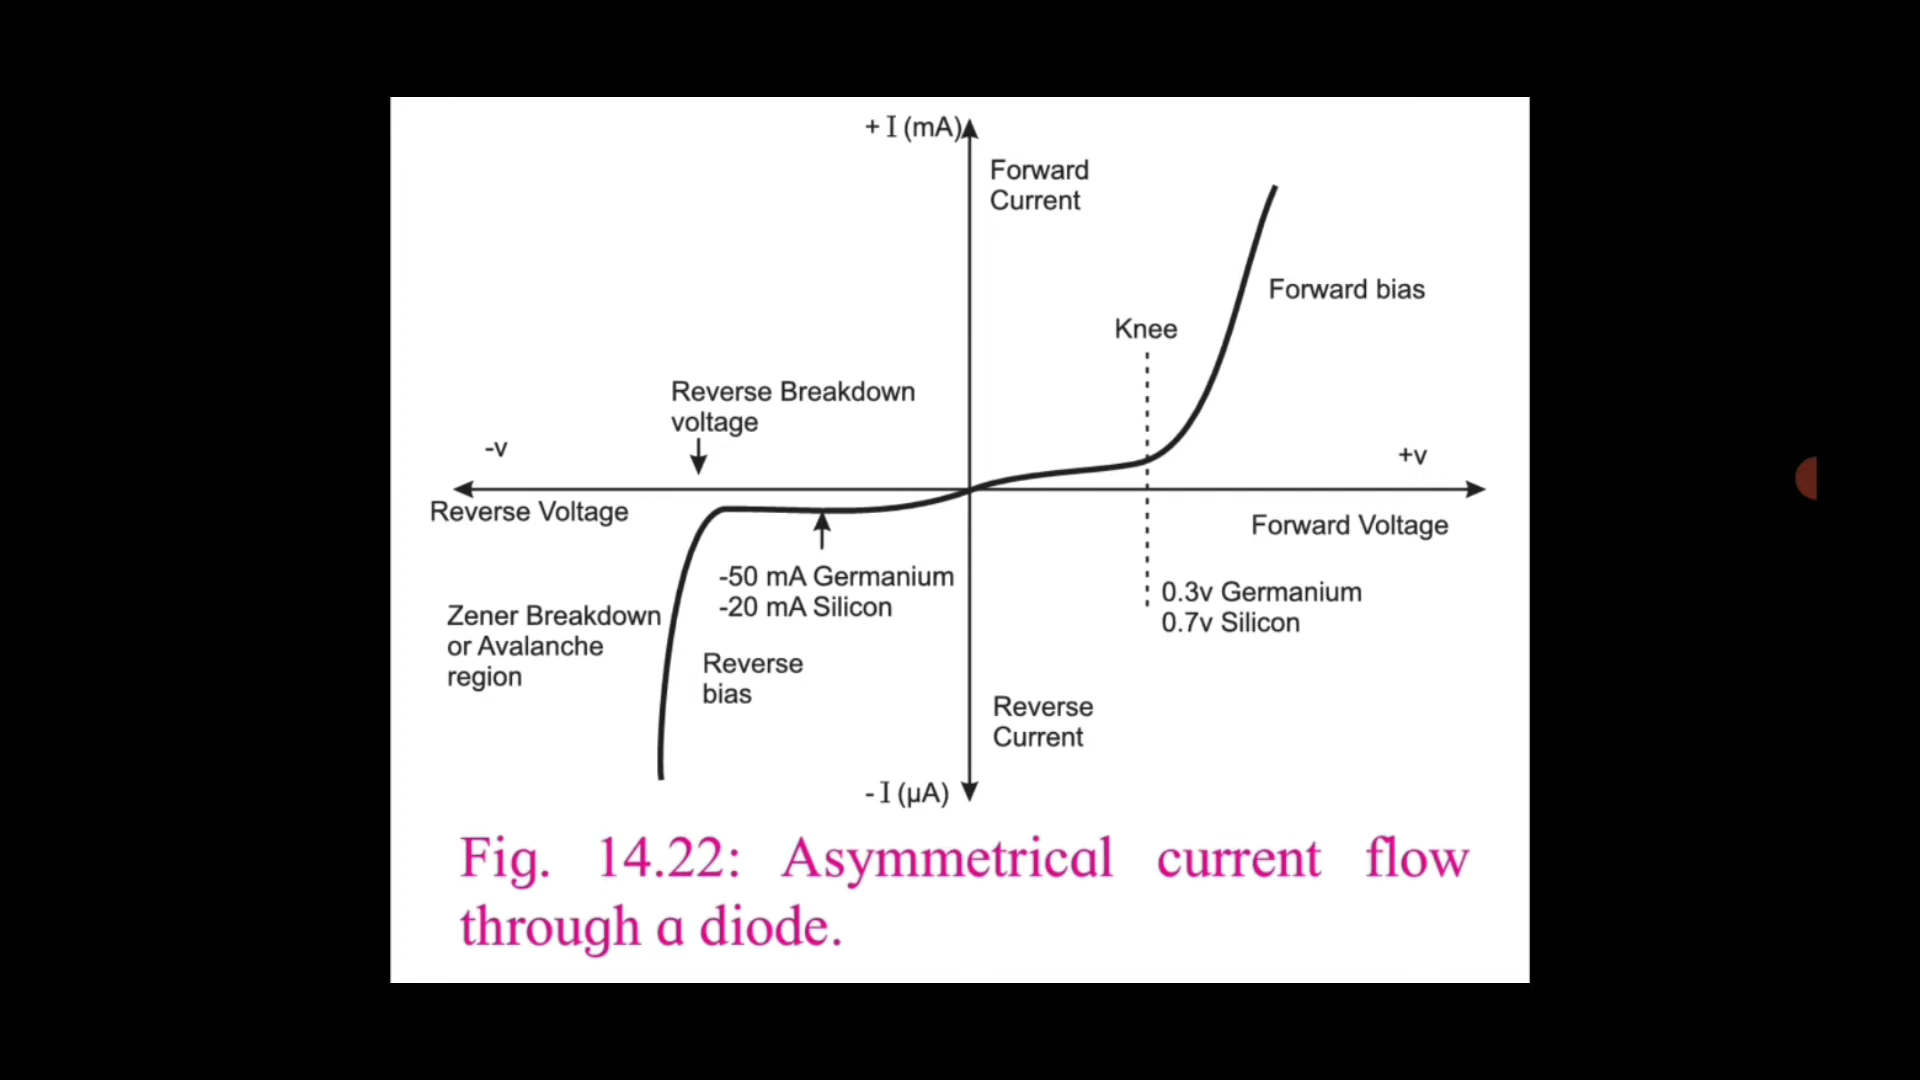 + I (mA)
Forward
Current
Forward bias
Knee
Reverse Breakdown
voltage
-v
+v
Reverse Voltage
Forward Voltage
-50 mA Germanium
-20 mA Silicon
0.3v Germanium
0.7v Silicon
Zener Breakdown
or Avalanche
region
Reverse
bias
Reverse
Current
- I (µA)
Fig. 14.22: Asymmetrical current flow
through a diode.